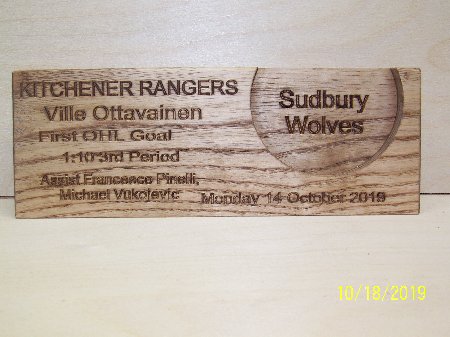 KITCHENER RANGERS
Ville Ottavainen
First OHL Goal
1:10 3rd Period
Assist Francesco Pinelli,
Michael Vukojevic
Sudbury
Wolves
Monday 14 October 2019
10/18/2019